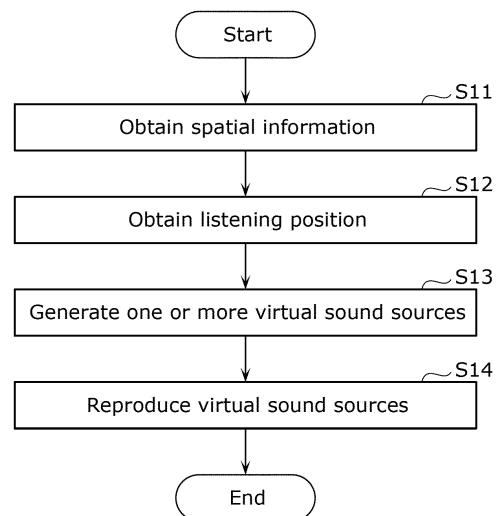 Start
S11
Obtain spatial information
S12
Obtain listening position
S13
Generate one or more virtual sound sources
S14
Reproduce virtual sound sources
End